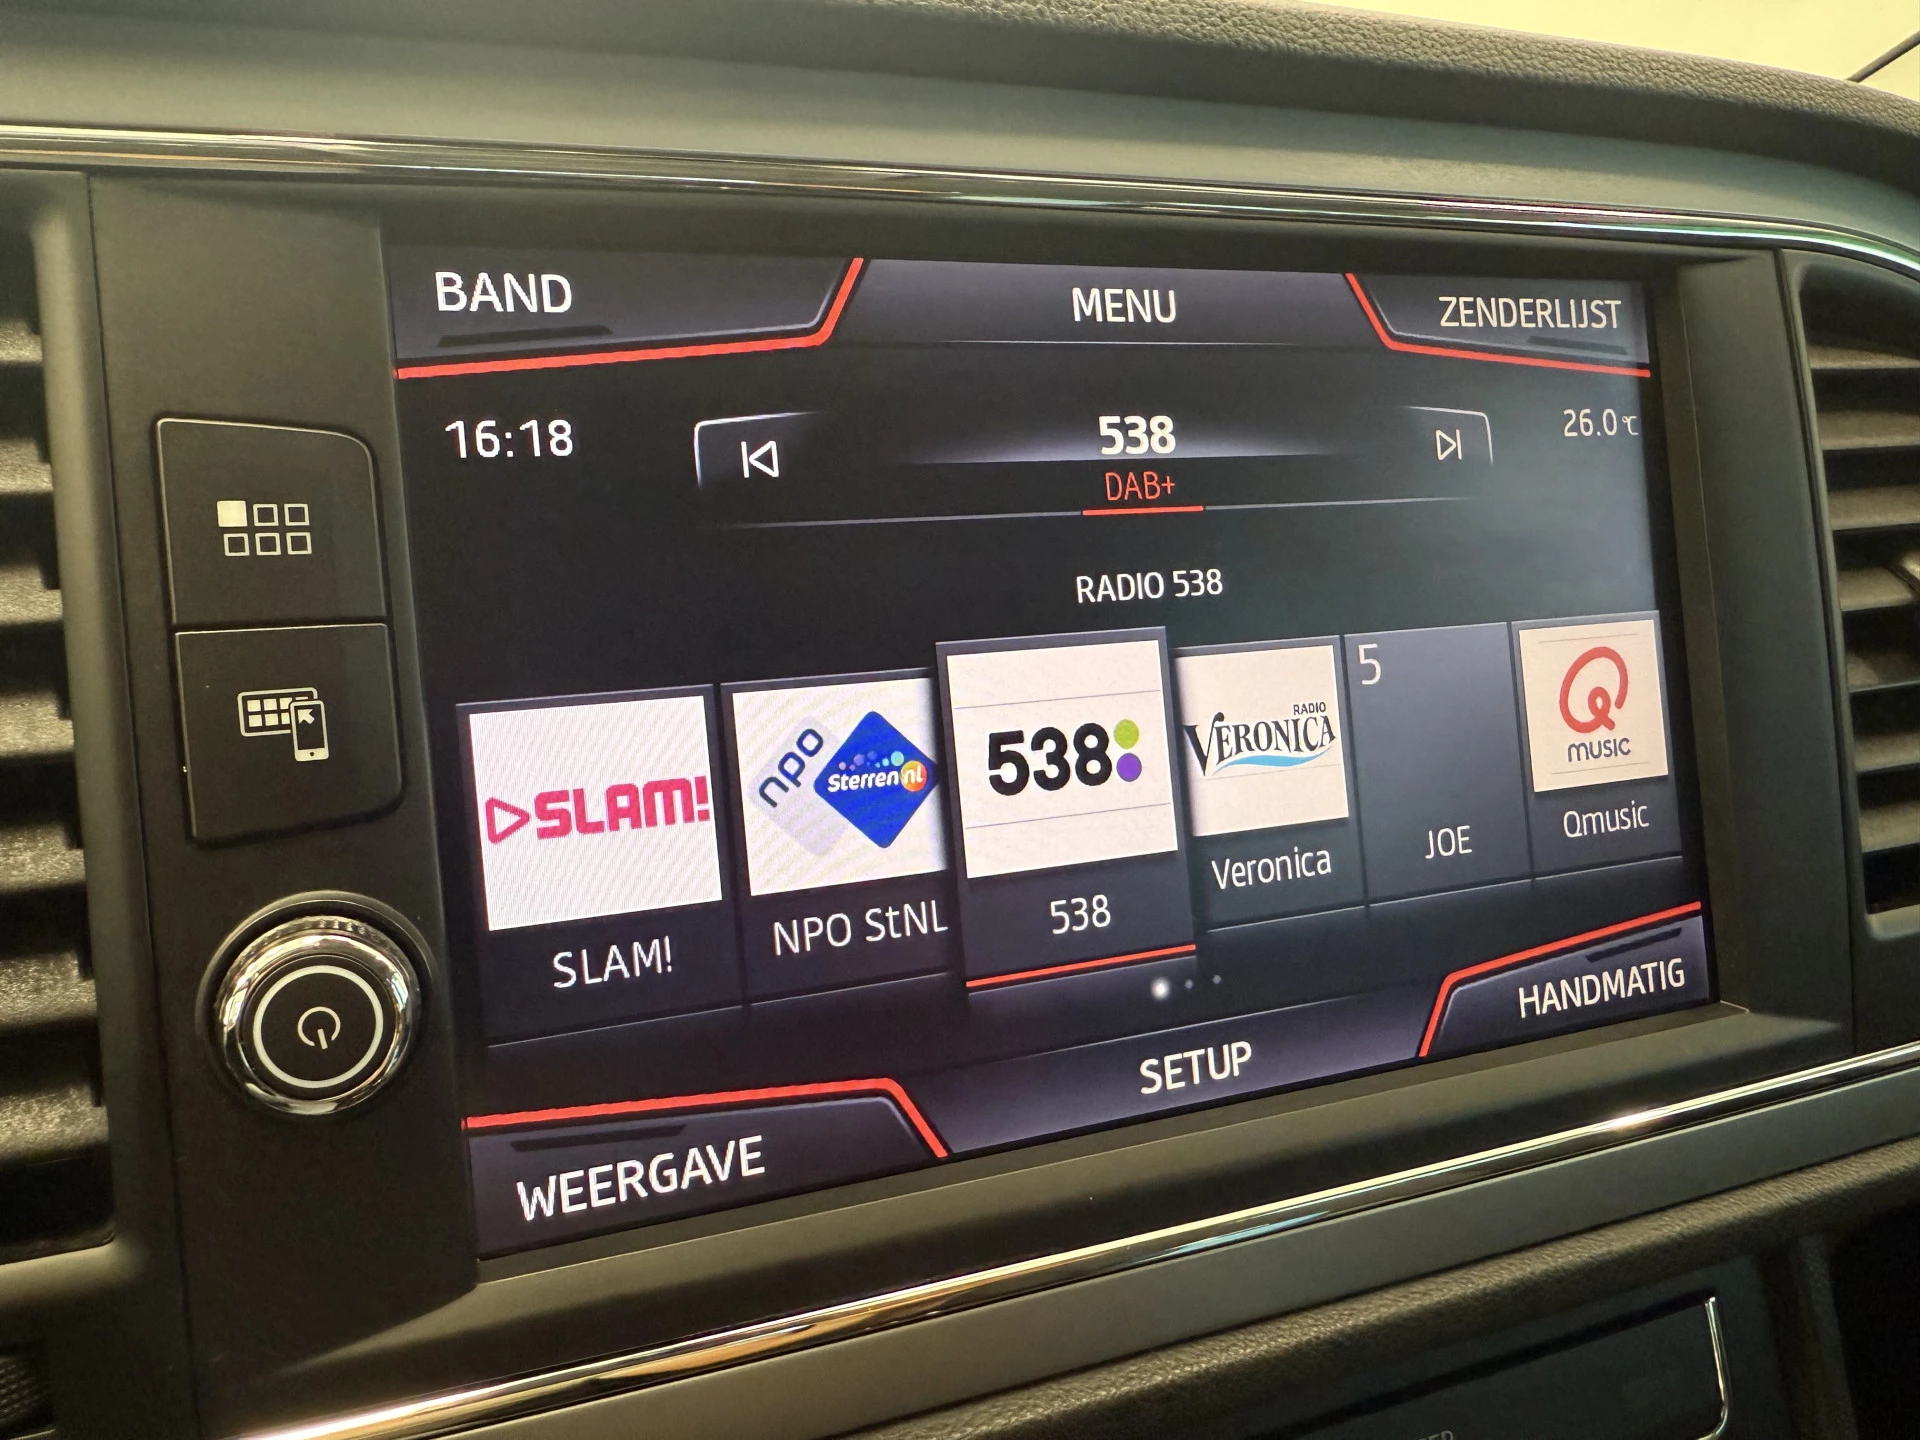 BAND
MENU
ZENDERLIJST
16:18
538
26.0 °C
DAB+
RADIO 538
SLAM!
npo
Sterren nl
538
RADIO
VERONICA
5
Q
MUSIC
SLAM!
NPO StNL
538
Veronica
JOE
Qmusic
WEERGAVE
SETUP
HANDMATIG